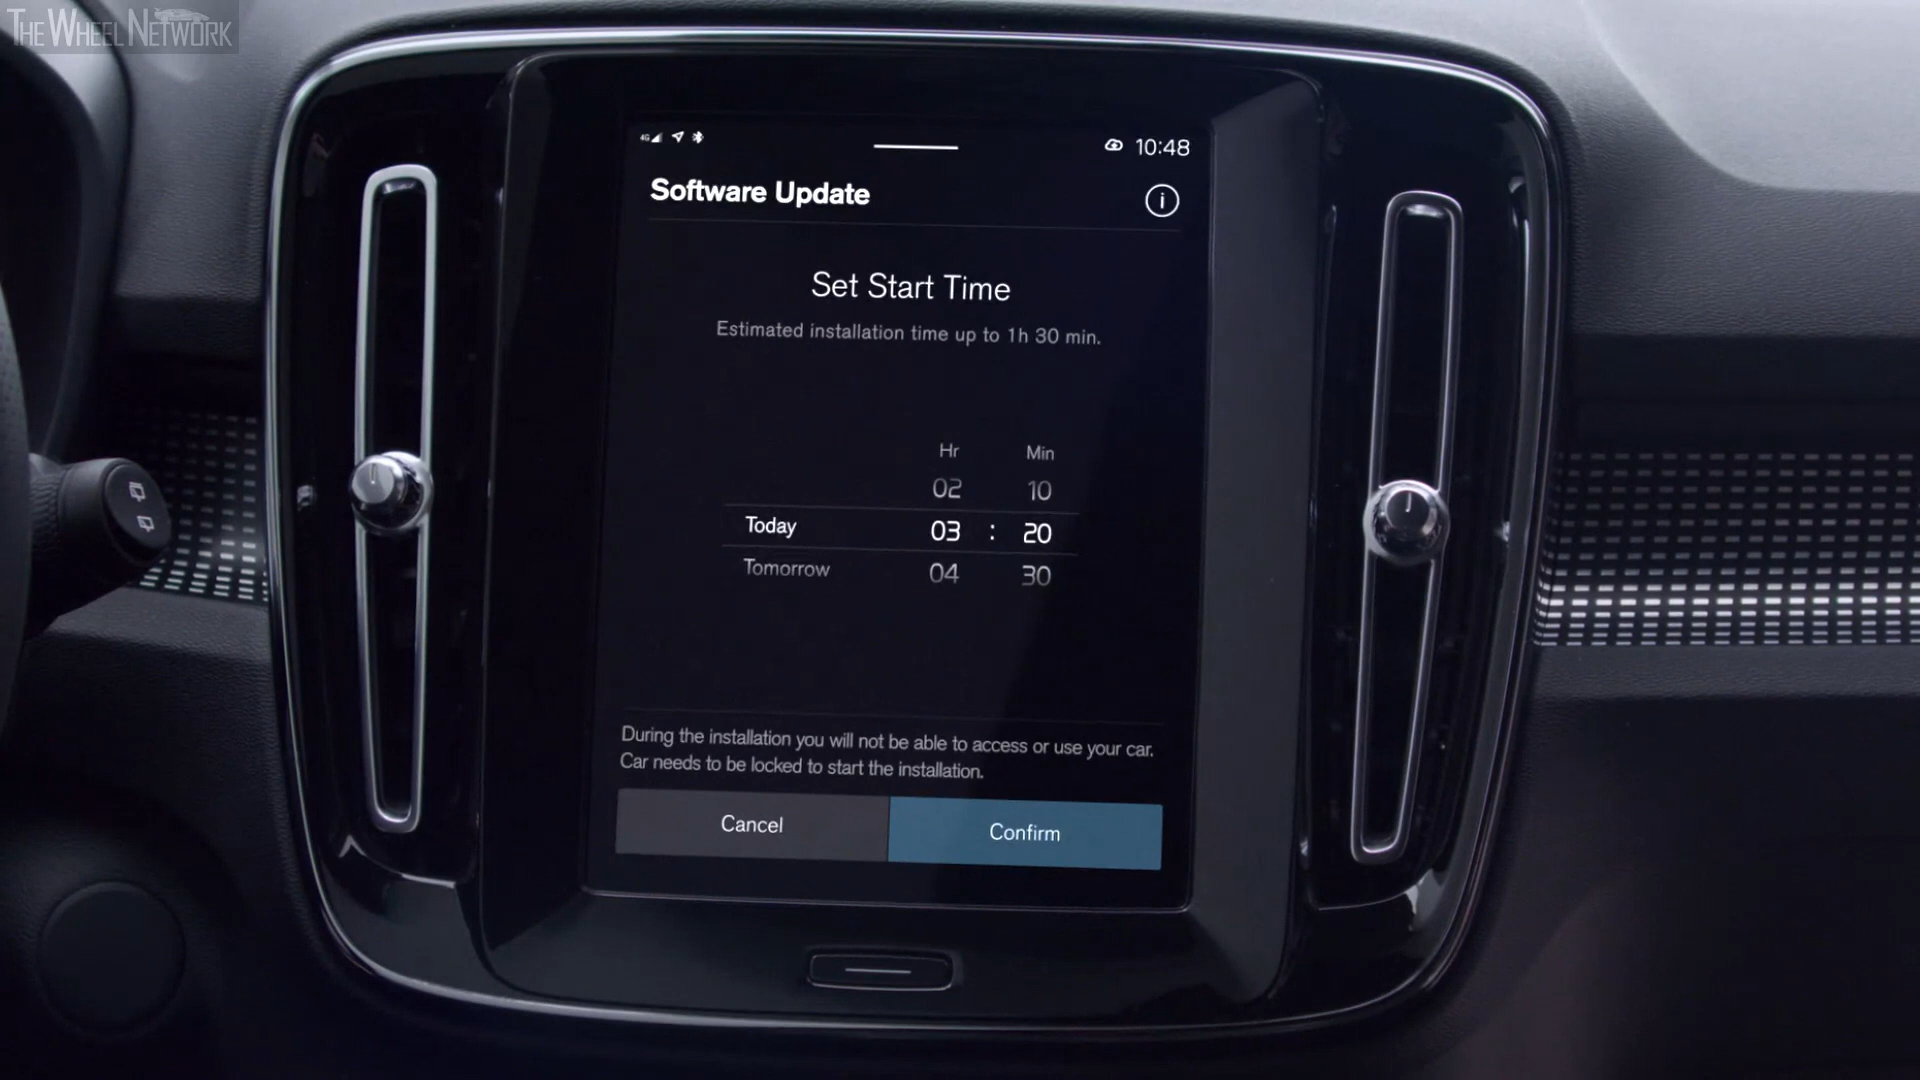 THE WHEEL NETWORK
4G
10:48
Software Update
Set Start Time
Estimated installation time up to 1h 30 min.
Hr Min
02 10
Today 03 : 20
Tomorrow 04 30
During the installation you will not be able to access or use your car.
Car needs to be locked to start the installation.
Cancel Confirm